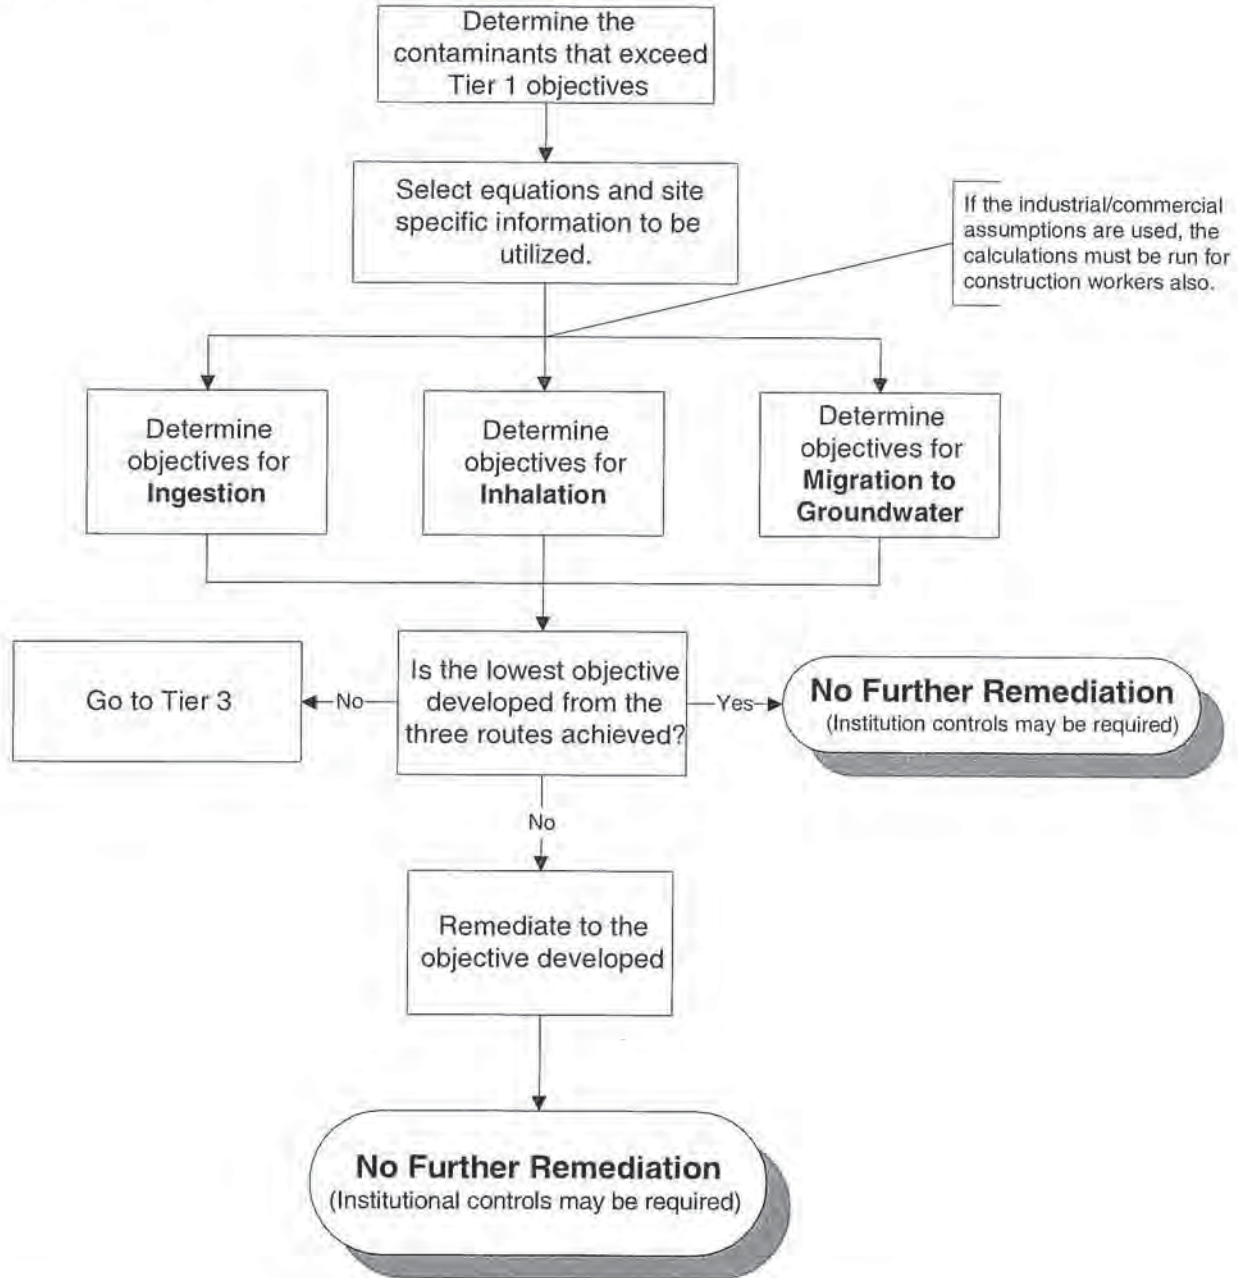 Determine the
contaminants that exceed
Tier 1 objectives
Select equations and site
specific information to be
utilized.
If the industrial/commercial
assumptions are used, the
calculations must be run for
construction workers also.
Determine
objectives for
Ingestion
Determine
objectives for
Inhalation
Determine
objectives for
Migration to
Groundwater
Go to Tier 3
No
Is the lowest objective
developed from the
three routes achieved?
Yes
No Further Remediation
(Institution controls may be required)
No
Remediate to the
objective developed
No Further Remediation
(Institutional controls may be required)